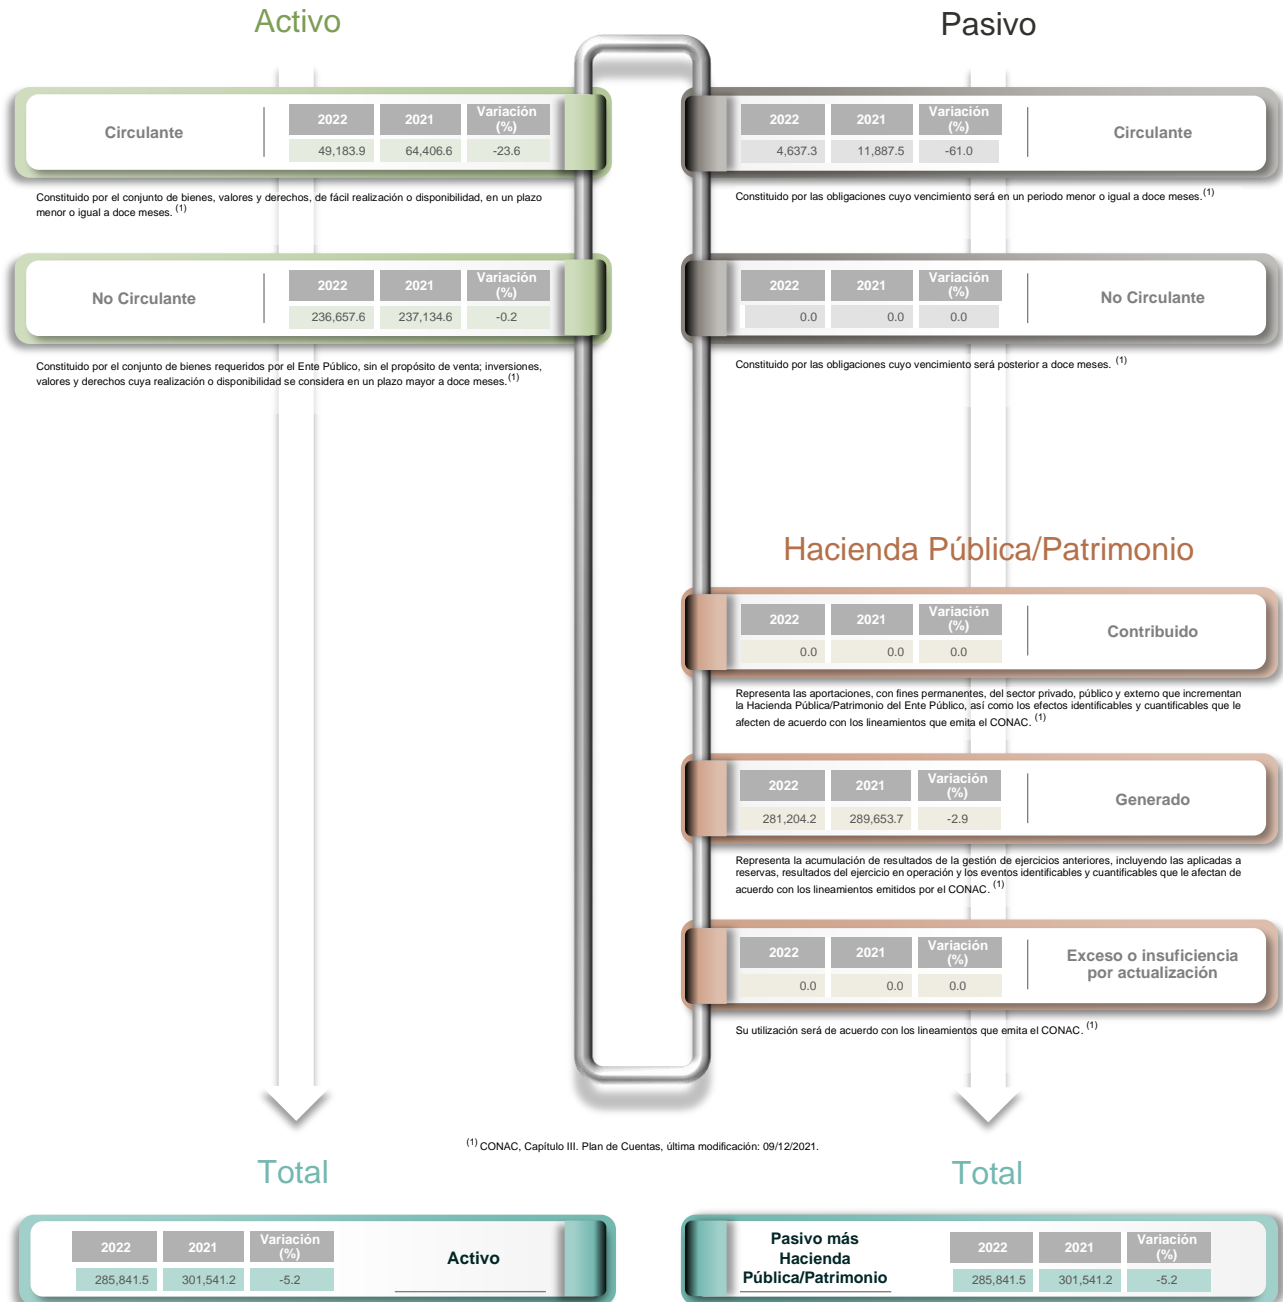 Activo
Circulante
2022 2021 Variación (%)
49,183.9 64,406.6 -23.6
Constituido por el conjunto de bienes, valores y derechos, de fácil realización o disponibilidad, en un plazo
menor o igual a doce meses. (1)
No Circulante
2022 2021 Variación (%)
236,657.6 237,134.6 -0.2
Constituido por el conjunto de bienes requeridos por el Ente Público, sin el propósito de venta; inversiones,
valores y derechos cuya realización o disponibilidad se considera en un plazo mayor a doce meses. (1)
Pasivo
2022 2021 Variación (%)
4,637.3 11,887.5 -61.0
Circulante
Constituido por las obligaciones cuyo vencimiento será en un periodo menor o igual a doce meses. (1)
2022 2021 Variación (%)
0.0 0.0 0.0
No Circulante
Constituido por las obligaciones cuyo vencimiento será posterior a doce meses. (1)
Hacienda Pública/Patrimonio
2022 2021 Variación (%)
0.0 0.0 0.0
Contribuido
Representa las aportaciones, con fines permanentes, del sector privado, público y externo que incrementan
la Hacienda Pública/Patrimonio del Ente Público, así como los efectos identificables y cuantificables que le
afecten de acuerdo con los lineamientos que emita el CONAC. (1)
2022 2021 Variación (%)
281,204.2 289,653.7 -2.9
Generado
Representa la acumulación de resultados de la gestión de ejercicios anteriores, incluyendo las aplicadas a
reservas, resultados del ejercicio en operación y los eventos identificables y cuantificables que le afectan de
acuerdo con los lineamientos emitidos por el CONAC. (1)
2022 2021 Variación (%)
0.0 0.0 0.0
Exceso o insuficiencia
por actualización
Su utilización será de acuerdo con los lineamientos que emita el CONAC. (1)
(1) CONAC, Capítulo III. Plan de Cuentas, última modificación: 09/12/2021.
Total
2022 2021 Variación (%)
285,841.5 301,541.2 -5.2
Activo
Total
Pasivo más
Hacienda
Pública/Patrimonio
2022 2021 Variación (%)
285,841.5 301,541.2 -5.2